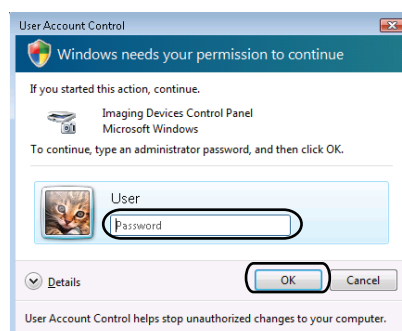 User Account Control
Windows needs your permission to continue
If you started this action, continue.
Imaging Devices Control Panel
Microsoft Windows
To continue, type an administrator password, and then click OK.
User
Password
Details
OK Cancel
User Account Control helps stop unauthorized changes to your computer.